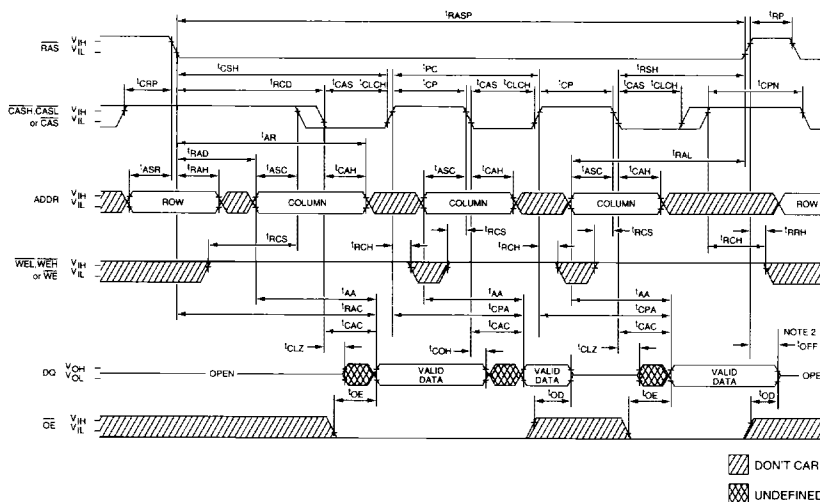 tRASP tRP
RAS VIH
VIL
tCSH tPC tRSH
tCRP tRCD tCAS tCLCH tCP tCAS tCLCH tCP tCAS tCLCH tCPN
CASH,CASL VIH
or CAS VIL
tAR
tRAD tRAL
tASR tRAH tASC tCAH tASC tCAH tASC tCAH
ADDR VIH
VIL
ROW COLUMN COLUMN COLUMN ROW
tRCS tRCH tRCS tRCH tRCS tRCH tRRH
WEL,WEH VIH
or WE VIL
tAA tAA tAA
tRAC tCPA tCPA
tCAC tCAC tCAC NOTE 2
tCLZ tCOH tCLZ tOFF
DQ VOH
VOL
OPEN VALID DATA VALID DATA VALID DATA OPE
tOE tOD tOE tOD
OE VIH
VIL
DON'T CAR
UNDEFINED